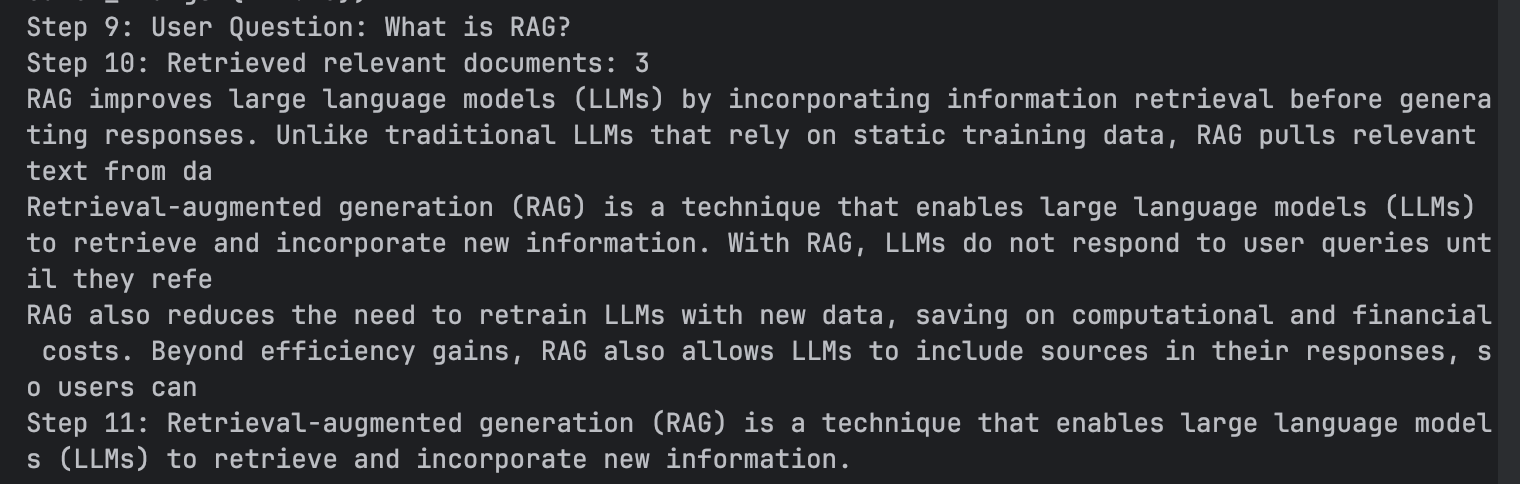 Step 9: User Question: What is RAG?
Step 10: Retrieved relevant documents: 3
RAG improves large language models (LLMs) by incorporating information retrieval before genera
ting responses. Unlike traditional LLMs that rely on static training data, RAG pulls relevant
text from da
Retrieval-augmented generation (RAG) is a technique that enables large language models (LLMs)
to retrieve and incorporate new information. With RAG, LLMs do not respond to user queries unt
il they refe
RAG also reduces the need to retrain LLMs with new data, saving on computational and financial
 costs. Beyond efficiency gains, RAG also allows LLMs to include sources in their responses, s
o users can
Step 11: Retrieval-augmented generation (RAG) is a technique that enables large language model
s (LLMs) to retrieve and incorporate new information.